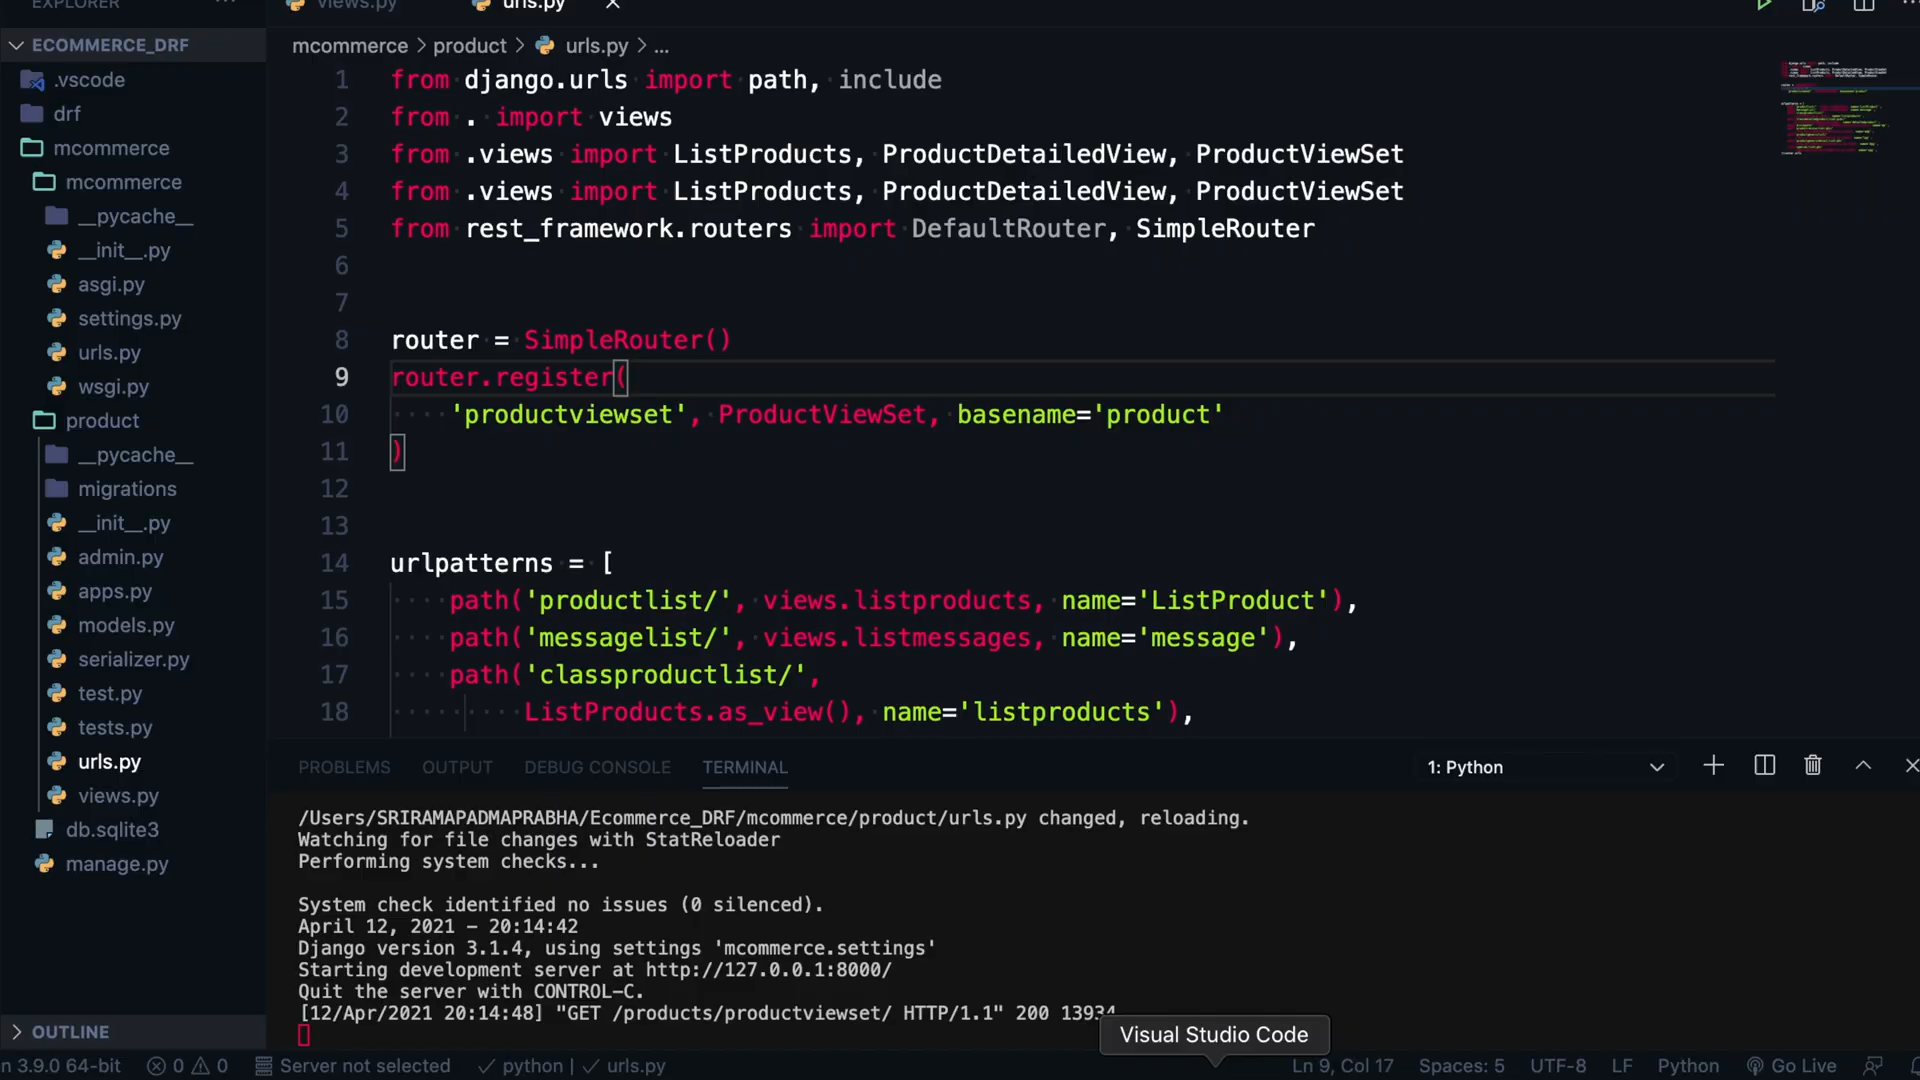 EXPLORER
views.py
urls.py
ECOMMERCE_DRF
.vscode
drf
mcommerce
mcommerce
__pycache__
__init__.py
asgi.py
settings.py
urls.py
wsgi.py
product
__pycache__
migrations
__init__.py
admin.py
apps.py
models.py
serializer.py
test.py
tests.py
urls.py
views.py
db.sqlite3
manage.py
OUTLINE
mcommerce > product > urls.py > ...
1 from django.urls import path, include
2 from . import views
3 from .views import ListProducts, ProductDetailedView, ProductViewSet
4 from .views import ListProducts, ProductDetailedView, ProductViewSet
5 from rest_framework.routers import DefaultRouter, SimpleRouter
6
7
8 router = SimpleRouter()
9 router.register(
10 'productviewset', ProductViewSet, basename='product'
11 )
12
13
14 urlpatterns = [
15 path('productlist/', views.listproducts, name='ListProduct'),
16 path('messagelist/', views.listmessages, name='message'),
17 path('classproductlist/',
18 ListProducts.as_view(), name='listproducts'),
PROBLEMS OUTPUT DEBUG CONSOLE TERMINAL 1: Python
/Users/SRIRAMAPADMAPRABHA/Ecommerce_DRF/mcommerce/product/urls.py changed, reloading.
Watching for file changes with StatReloader
Performing system checks...
System check identified no issues (0 silenced).
April 12, 2021 - 20:14:42
Django version 3.1.4, using settings 'mcommerce.settings'
Starting development server at http://127.0.0.1:8000/
Quit the server with CONTROL-C.
[12/Apr/2021 20:14:48] "GET /products/productviewset/ HTTP/1.1" 200 13934
Visual Studio Code
n 3.9.0 64-bit 0 0 Server not selected python | urls.py Ln 9, Col 17 Spaces: 5 UTF-8 LF Python Go Live